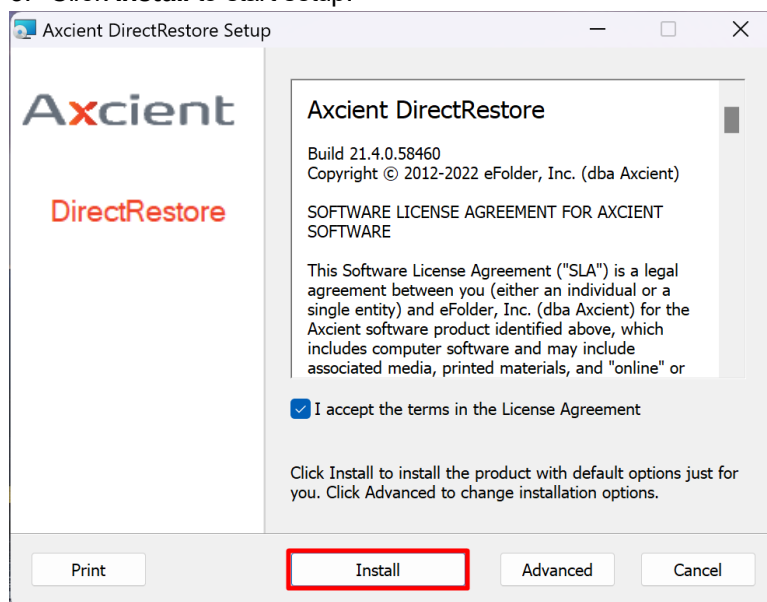 Axcient DirectRestore Setup
Axcient
DirectRestore
Axcient DirectRestore
Build 21.4.0.58460
Copyright © 2012-2022 eFolder, Inc. (dba Axcient)
SOFTWARE LICENSE AGREEMENT FOR AXCIENT
SOFTWARE
This Software License Agreement ("SLA") is a legal
agreement between you (either an individual or a
single entity) and eFolder, Inc. (dba Axcient) for the
Axcient software product identified above, which
includes computer software and may include
associated media, printed materials, and "online" or
I accept the terms in the License Agreement
Click Install to install the product with default options just for
you. Click Advanced to change installation options.
Print
Install
Advanced
Cancel